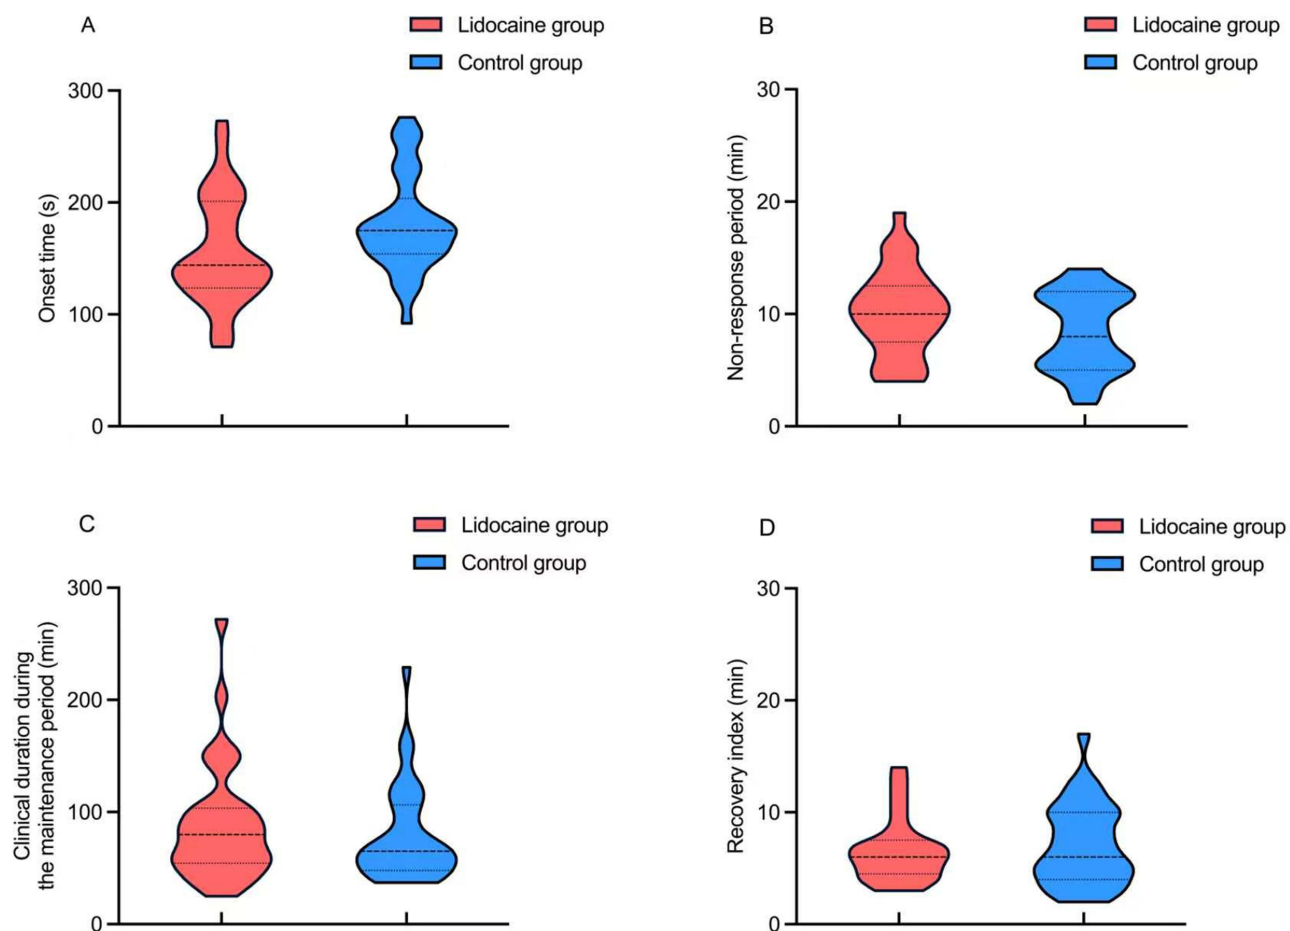 A
Lidocaine group
Control group
300
200
100
0
Onset time (s)
B
Lidocaine group
Control group
30
20
10
0
Non-response period (min)
C
Lidocaine group
Control group
300
200
100
0
Clinical duration during
the maintenance period (min)
D
Lidocaine group
Control group
30
20
10
0
Recovery index (min)